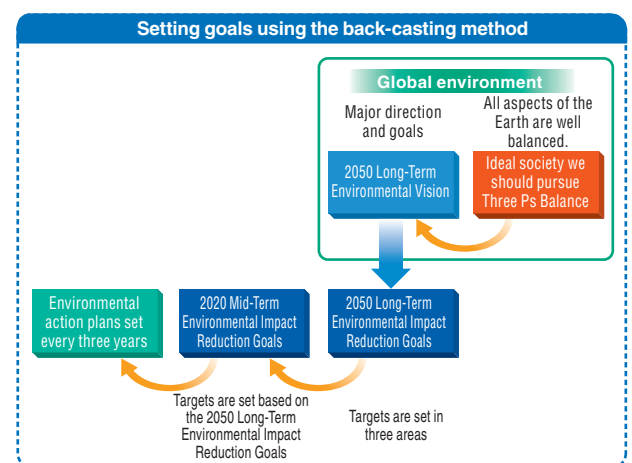 Setting goals using the back-casting method
Global environment
Major direction
and goals
All aspects of the
Earth are well
balanced.
2050 Long-Term
Environmental Vision
Ideal society we
should pursue
Three Ps Balance
Environmental
action plans set
every three years
2020 Mid-Term
Environmental Impact
Reduction Goals
2050 Long-Term
Environmental Impact
Reduction Goals
Targets are set based on
the 2050 Long-Term
Environmental Impact
Reduction Goals
Targets are set in
three areas